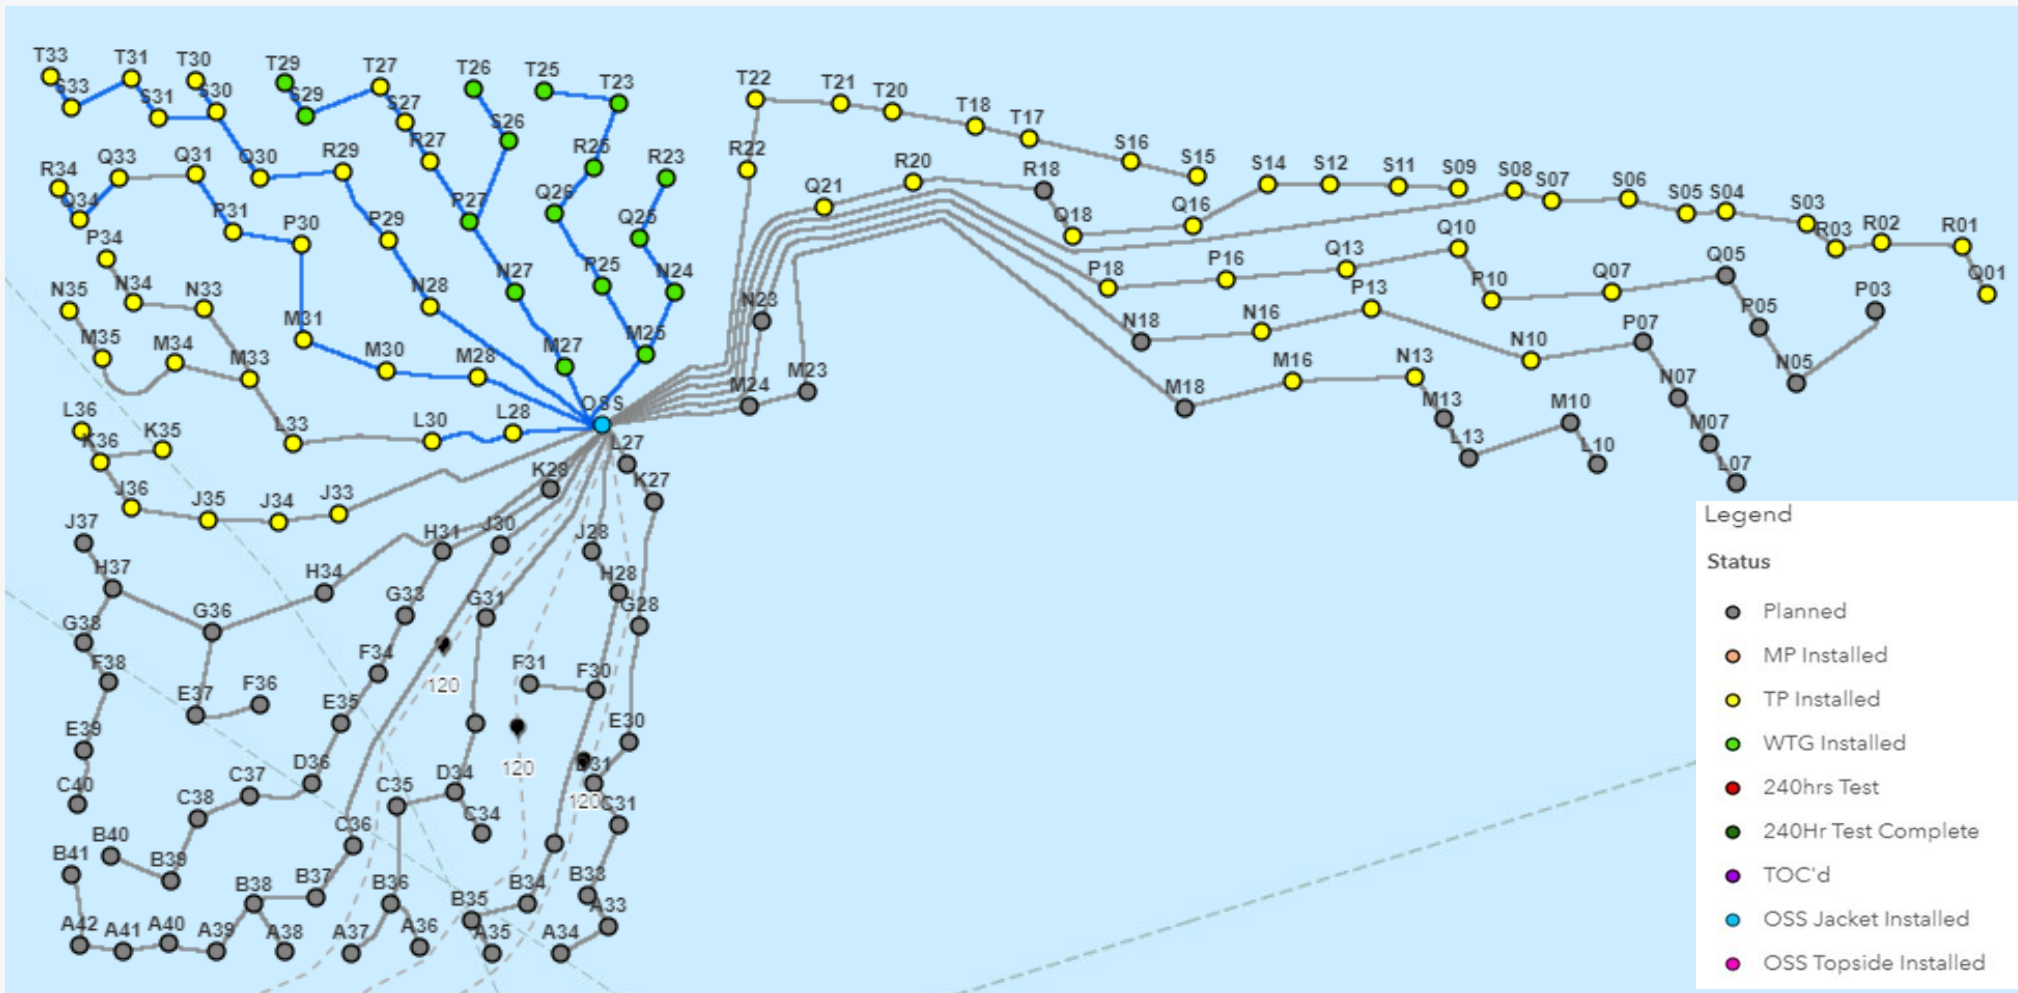 T33 T31 T30 T29 T27 T26 T25 T23 T22 T21 T20 T18 T17
S33 S31 S30 S29 S27 S26 S16 S15 S14 S12 S11 S09 S08 S07 S06 S05 S04 S03
R34 Q33 Q31 Q30 R29 R27 R25 R23 R22 R20 R18 R03 R02 R01
Q34 P31 P30 P29 P27 Q26 Q25 Q21 Q18 Q16 Q10 Q05 Q01
P34 N28 N27 P25 N24 P18 P16 Q13 P10 Q07 P05 P03
N35 N34 N33 M31 N23 N18 N16 P13 N10 P07 N05
M35 M34 M33 M30 M28 M27 M25 M24 M23 M18 M16 N13 N07
L36 L33 L30 L28 OSS M13 M10 M07
K36 K35 L27 L13 L10 L07
J36 J35 J34 J33 K29 K27
J37 H31 J30 J28
H37 H34 H28
G38 G36 G33 G31 G28
F38 F36 F34 F31 F30
120
E39 E37 E35 E30
120
C40 C38 C37 D36 C35 D34 D31
120
B40 C36 C34 C31
B41 B39 B38 B37 B36 B35 B34 B33
A42 A41 A40 A39 A38 A37 A36 A35 A34 A33
Legend
Status
Planned
MP Installed
TP Installed
WTG Installed
240hrs Test
240Hr Test Complete
TOC'd
OSS Jacket Installed
OSS Topside Installed